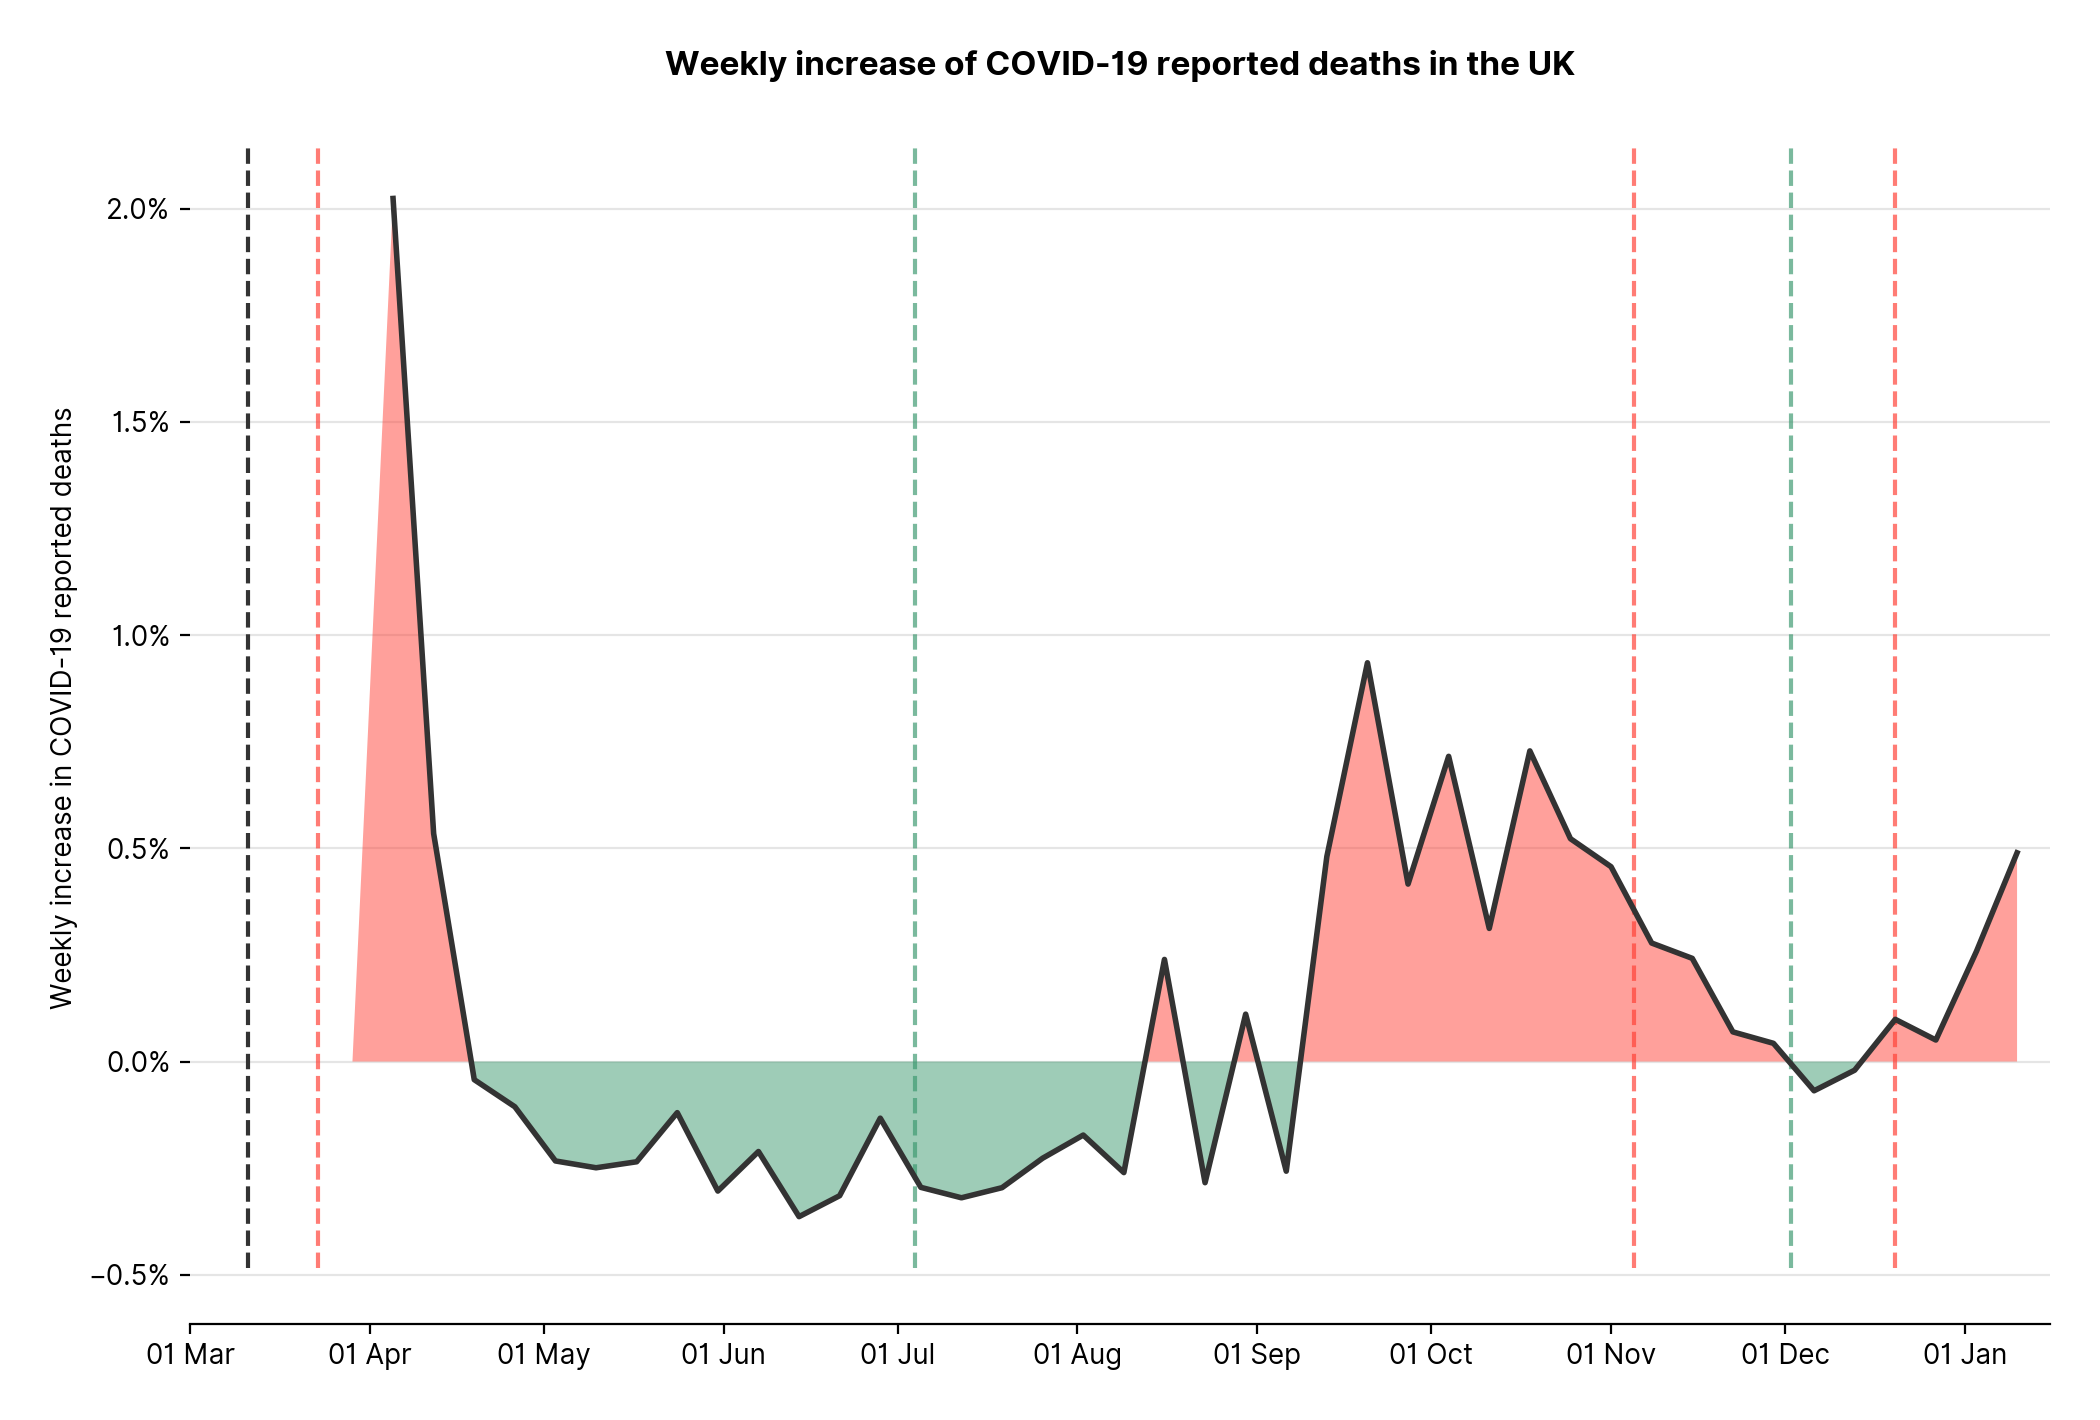 Weekly increase of COVID-19 reported deaths in the UK
Weekly increase in COVID-19 reported deaths
2.0%
1.5%
1.0%
0.5%
0.0%
−0.5%
01 Mar
01 Apr
01 May
01 Jun
01 Jul
01 Aug
01 Sep
01 Oct
01 Nov
01 Dec
01 Jan